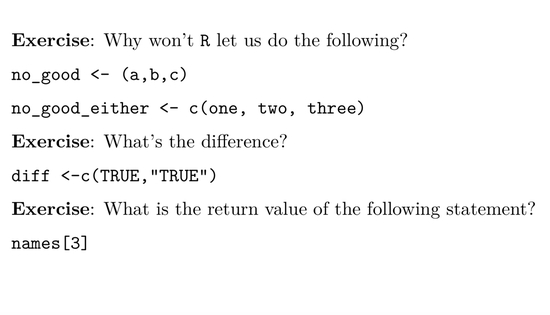 Exercise: Why won't R let us do the following?
no_good <- (a,b,c)
no_good_either <- c(one, two, three)
Exercise: What's the difference?
diff <-c(TRUE,"TRUE")
Exercise: What is the return value of the following statement?
names[3]